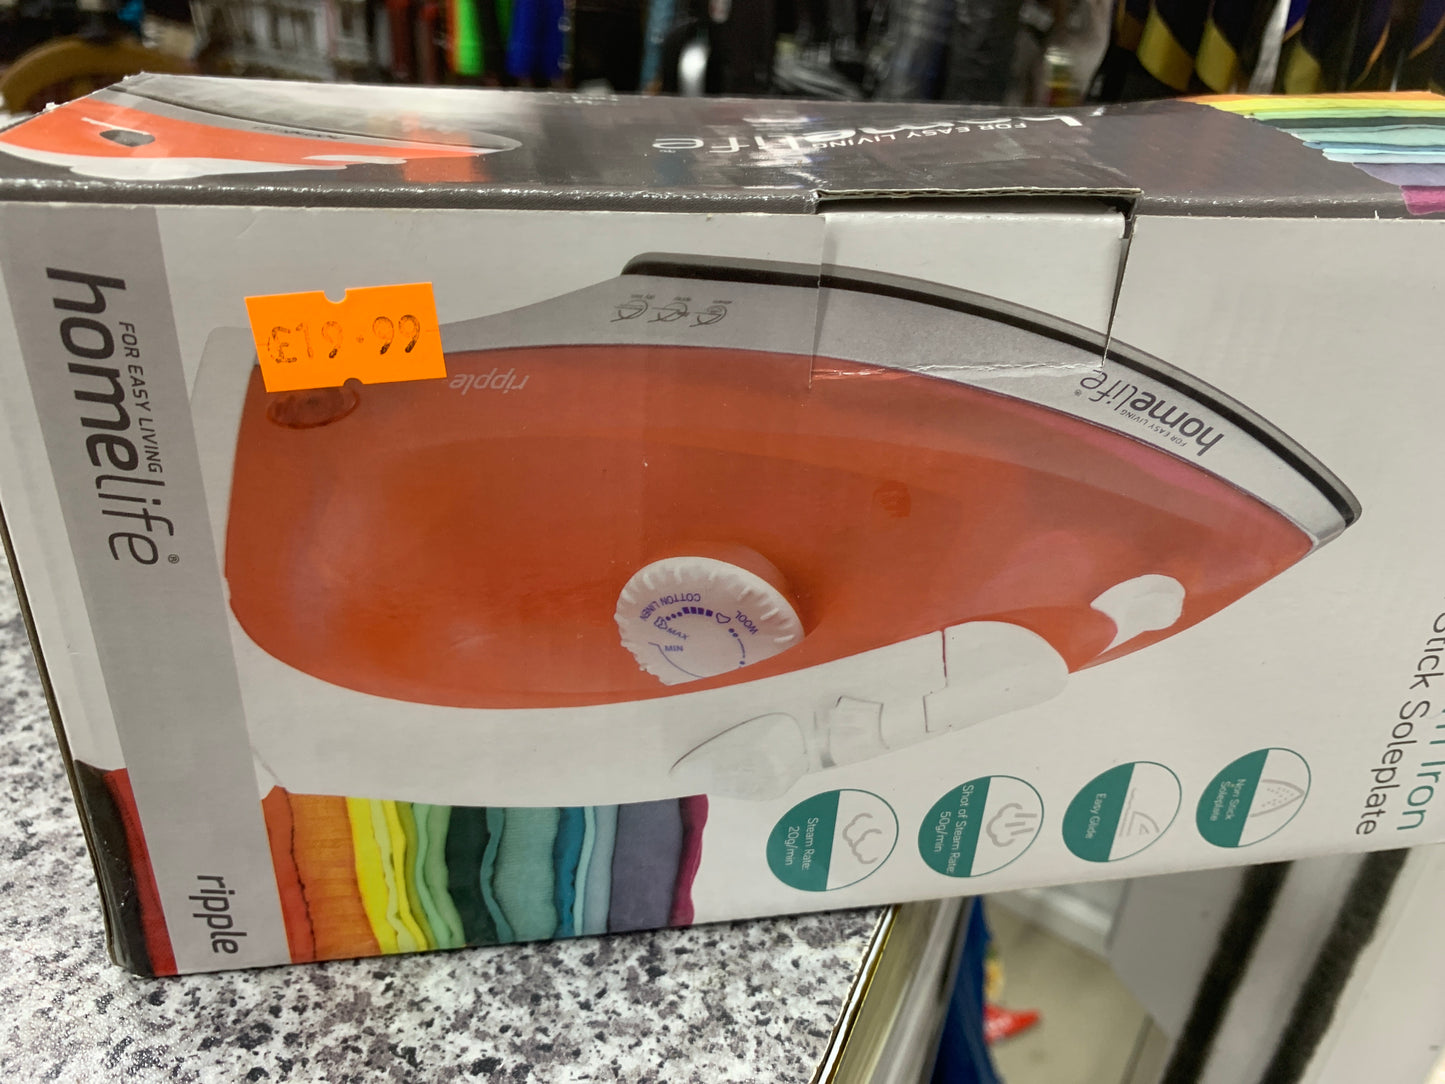 homelife®
FOR EASY LIVING
homelife®
FOR EASY LIVING
£19.99
ripple
homelife®
FOR EASY LIVING
WOOL
COTTON LINEN
MAX
MIN
Iron
Stick Soleplate
Non Stick
Soleplate
Easy Glide
Shot of Steam Rate:
50g/min
Steam Rate:
20g/min
ripple